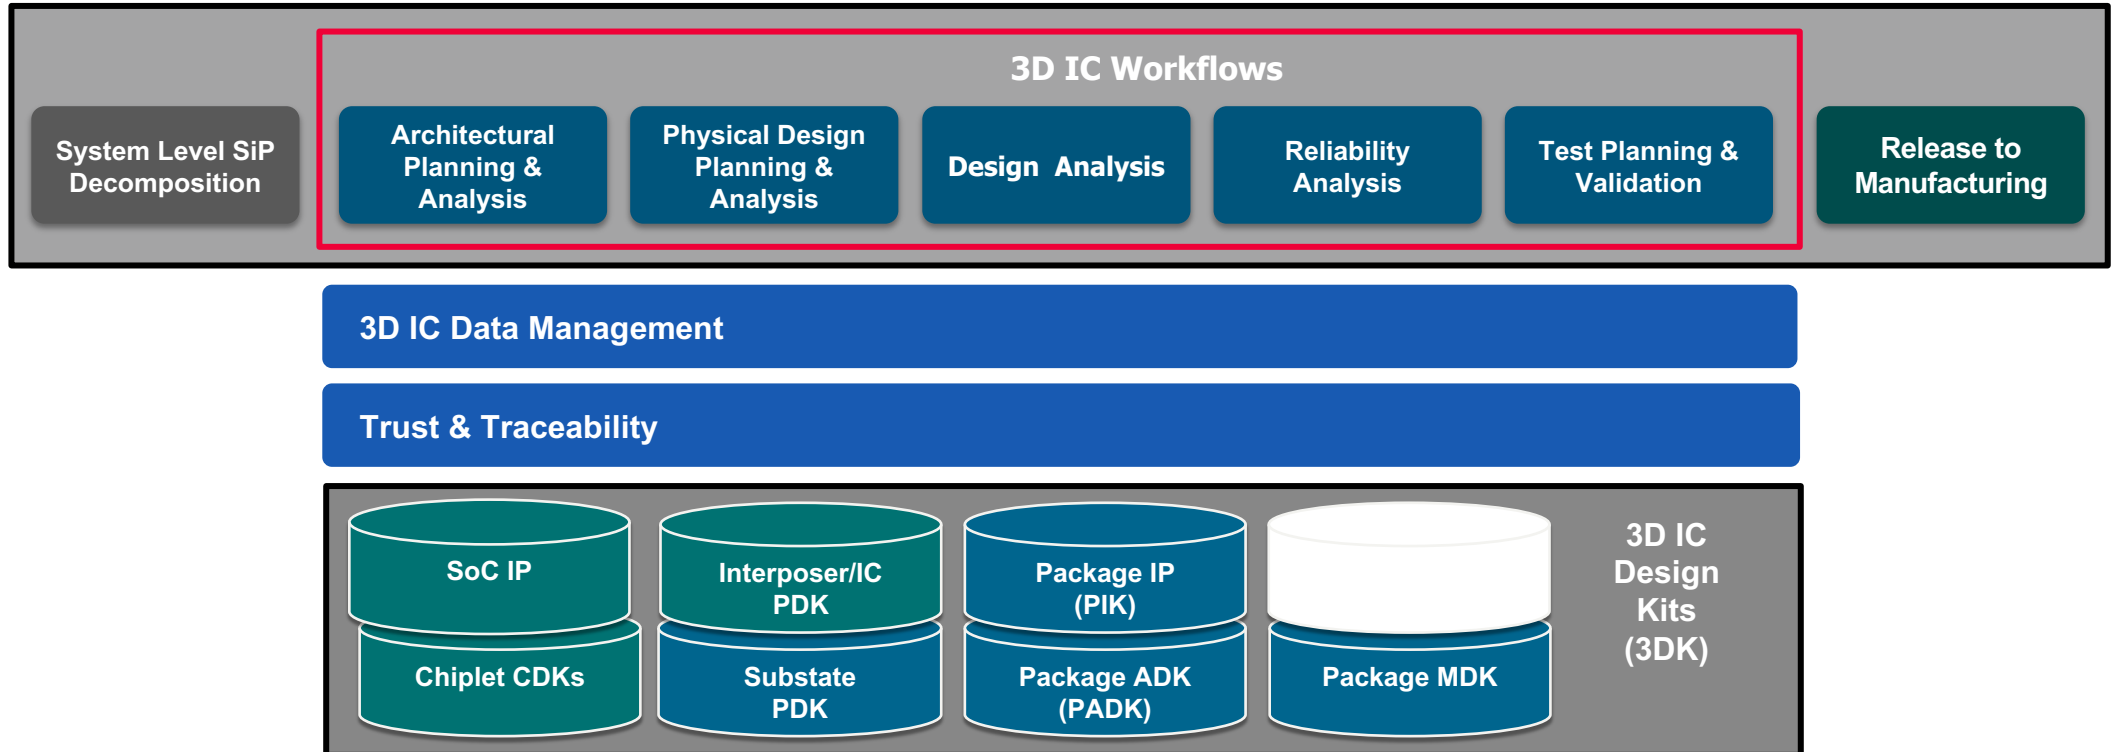 3D IC Workflows
System Level SiP
Decomposition
Architectural
Planning &
Analysis
Physical Design
Planning &
Analysis
Design Analysis
Reliability
Analysis
Test Planning &
Validation
Release to
Manufacturing
3D IC Data Management
Trust & Traceability
SoC IP
Interposer/IC
PDK
Package IP
(PIK)
3D IC
Design
Kits
(3DK)
Chiplet CDKs
Substate
PDK
Package ADK
(PADK)
Package MDK